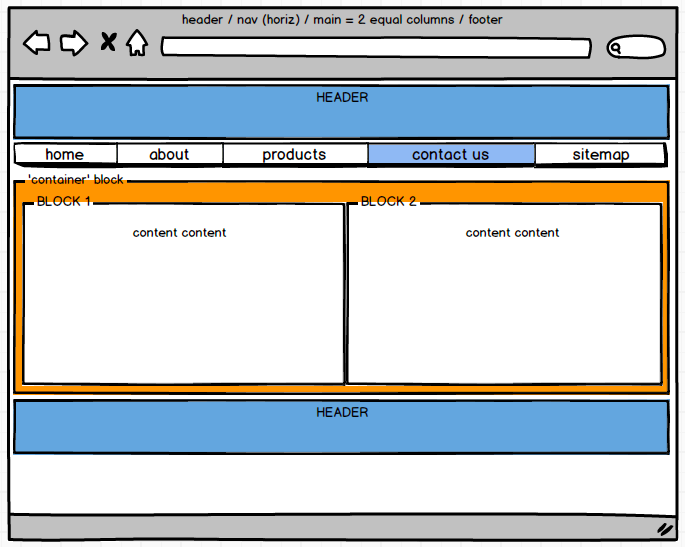 header / nav (horiz) / main = 2 equal columns / footer
HEADER
home about products contact us sitemap
'container' block
BLOCK 1 BLOCK 2
content content content content
HEADER